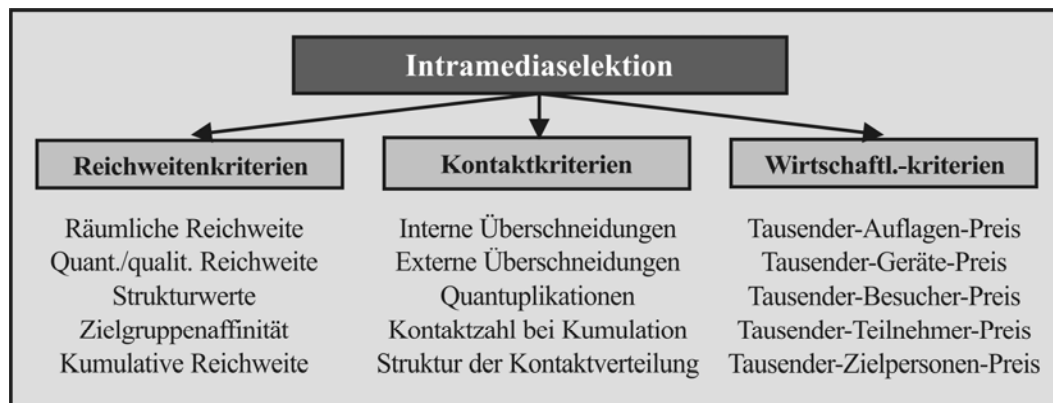 Intramediaselektion
Reichweitenkriterien
Räumliche Reichweite
Quant./qualit. Reichweite
Strukturwerte
Zielgruppenaffinität
Kumulative Reichweite
Kontaktkriterien
Interne Überschneidungen
Externe Überschneidungen
Quantuplikationen
Kontaktzahl bei Kumulation
Struktur der Kontaktverteilung
Wirtschaftl.-kriterien
Tausender-Auflagen-Preis
Tausender-Geräte-Preis
Tausender-Besucher-Preis
Tausender-Teilnehmer-Preis
Tausender-Zielpersonen-Preis